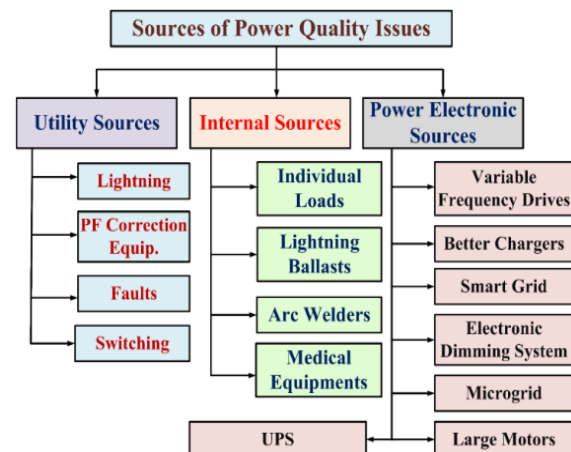 Sources of Power Quality Issues
Utility Sources
Internal Sources
Power Electronic
Sources
Lightning
PF Correction
Equip.
Faults
Switching
Individual
Loads
Lightning
Ballasts
Arc Welders
Medical
Equipments
Variable
Frequency Drives
Better Chargers
Smart Grid
Electronic
Dimming System
Microgrid
UPS
Large Motors